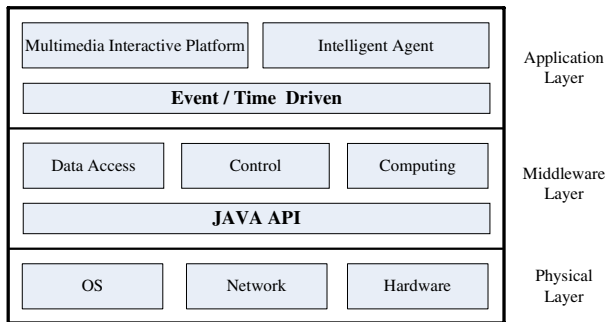 Multimedia Interactive Platform
Intelligent Agent
Event / Time Driven
Application
Layer
Data Access
Control
Computing
JAVA API
Middleware
Layer
OS
Network
Hardware
Physical
Layer